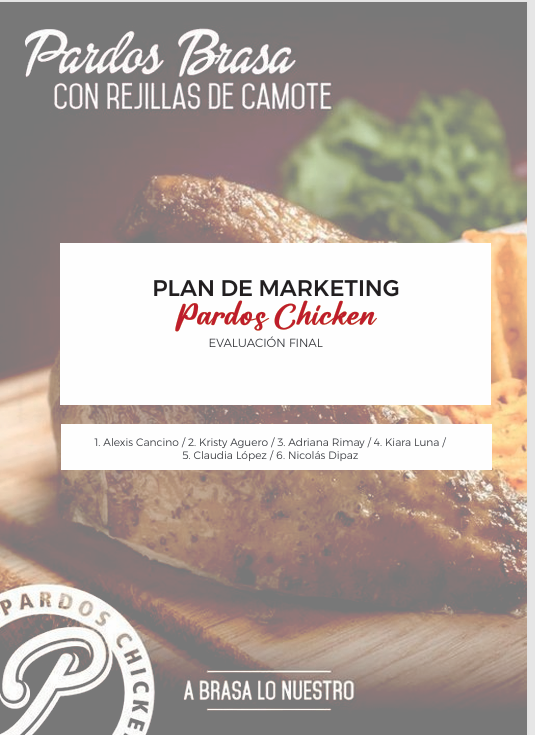 Pardos Brasa
CON REJILLAS DE CAMOTE
PLAN DE MARKETING
Pardos Chicken
EVALUACIÓN FINAL
1. Alexis Cancino / 2. Kristy Aguero / 3. Adriana Rimay / 4. Kiara Luna /
5. Claudia López / 6. Nicolás Dipaz
PARDOS CHICKE
P
A BRASA LO NUESTRO